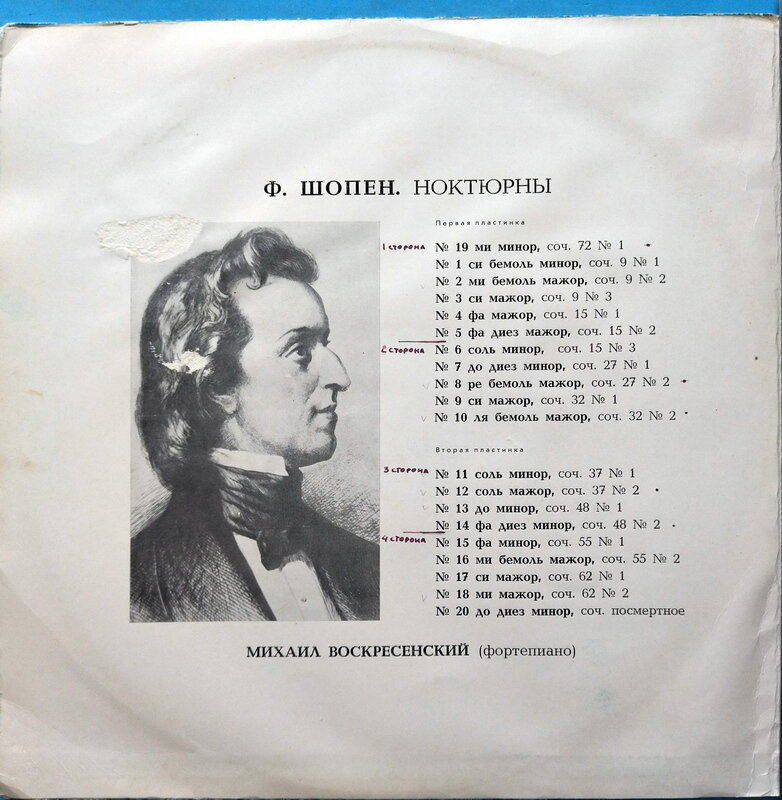 Ф. ШОПЕН. НОКТЮРНЫ
Первая пластинка
1 сторона
№ 19 ми минор, соч. 72 № 1
№ 1 си бемоль минор, соч. 9 № 1
№ 2 ми бемоль мажор, соч. 9 № 2
№ 3 си мажор, соч. 9 № 3
№ 4 фа мажор, соч. 15 № 1
№ 5 фа диез мажор, соч. 15 № 2
2 сторона
№ 6 соль минор, соч. 15 № 3
№ 7 до диез минор, соч. 27 № 1
№ 8 ре бемоль мажор, соч. 27 № 2
№ 9 си мажор, соч. 32 № 1
№ 10 ля бемоль мажор, соч. 32 № 2
Вторая пластинка
3 сторона
№ 11 соль минор, соч. 37 № 1
№ 12 соль мажор, соч. 37 № 2
№ 13 до минор, соч. 48 № 1
№ 14 фа диез минор, соч. 48 № 2
4 сторона
№ 15 фа минор, соч. 55 № 1
№ 16 ми бемоль мажор, соч. 55 № 2
№ 17 си мажор, соч. 62 № 1
№ 18 ми мажор, соч. 62 № 2
№ 20 до диез минор, соч. посмертное
МИХАИЛ ВОСКРЕСЕНСКИЙ (фортепиано)